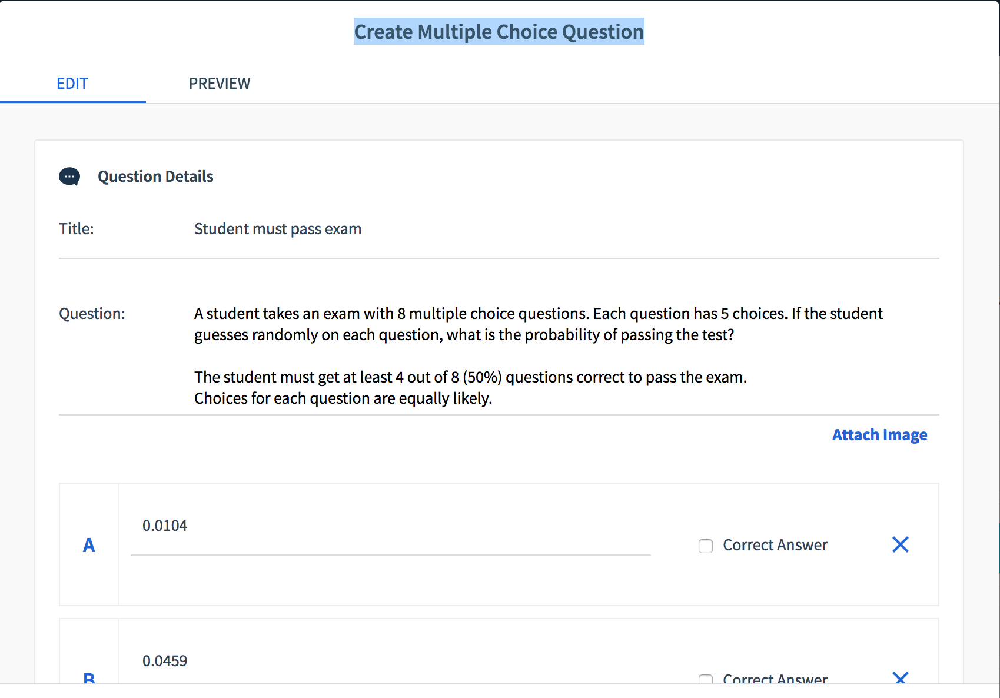 Create Multiple Choice Question
EDIT
PREVIEW
Question Details
Title:
Student must pass exam
Question:
A student takes an exam with 8 multiple choice questions. Each question has 5 choices. If the student
guesses randomly on each question, what is the probability of passing the test?
The student must get at least 4 out of 8 (50%) questions correct to pass the exam.
Choices for each question are equally likely.
Attach Image
A
0.0104
Correct Answer
B
0.0459
Correct Answer